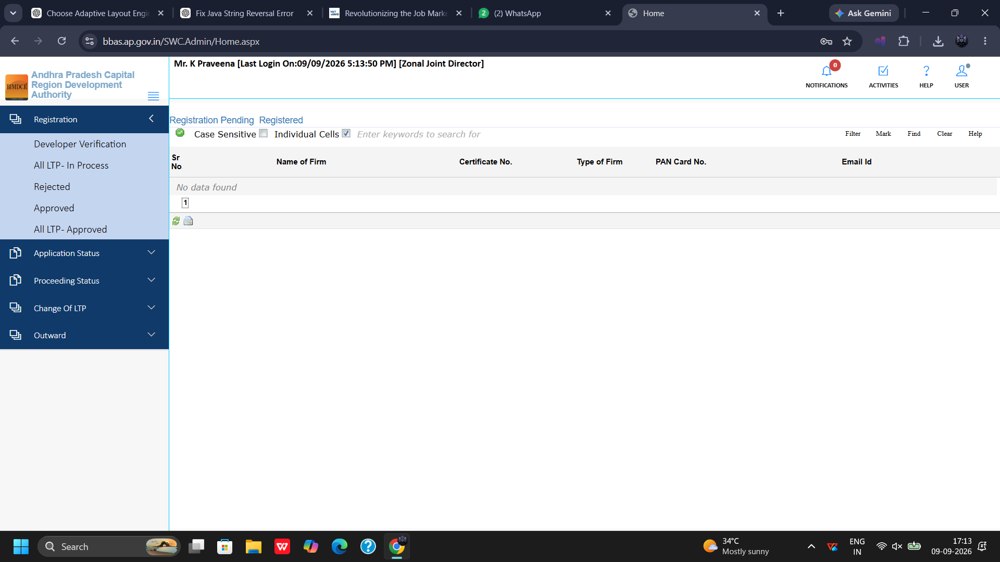 Choose Adaptive Layout Engin
Fix Java String Reversal Error
Revolutionizing the Job Marke
2
(2) WhatsApp
Home
Ask Gemini
bbas.ap.gov.in/SWC.Admin/Home.aspx
BIMDCR
Andhra Pradesh Capital
Region Development
Authority
Mr. K Praveena [Last Login On:09/09/2026 5:13:50 PM] [Zonal Joint Director]
0
NOTIFICATIONS
ACTIVITIES
HELP
USER
Registration
Developer Verification
All LTP- In Process
Rejected
Approved
All LTP- Approved
Application Status
Proceeding Status
Change Of LTP
Outward
Registration Pending Registered
Case Sensitive Individual Cells Enter keywords to search for
Filter Mark Find Clear Help
Sr
No
Name of Firm
Certificate No.
Type of Firm
PAN Card No.
Email Id
No data found
1
Search
34°C
Mostly sunny
ENG
IN
17:13
09-09-2026